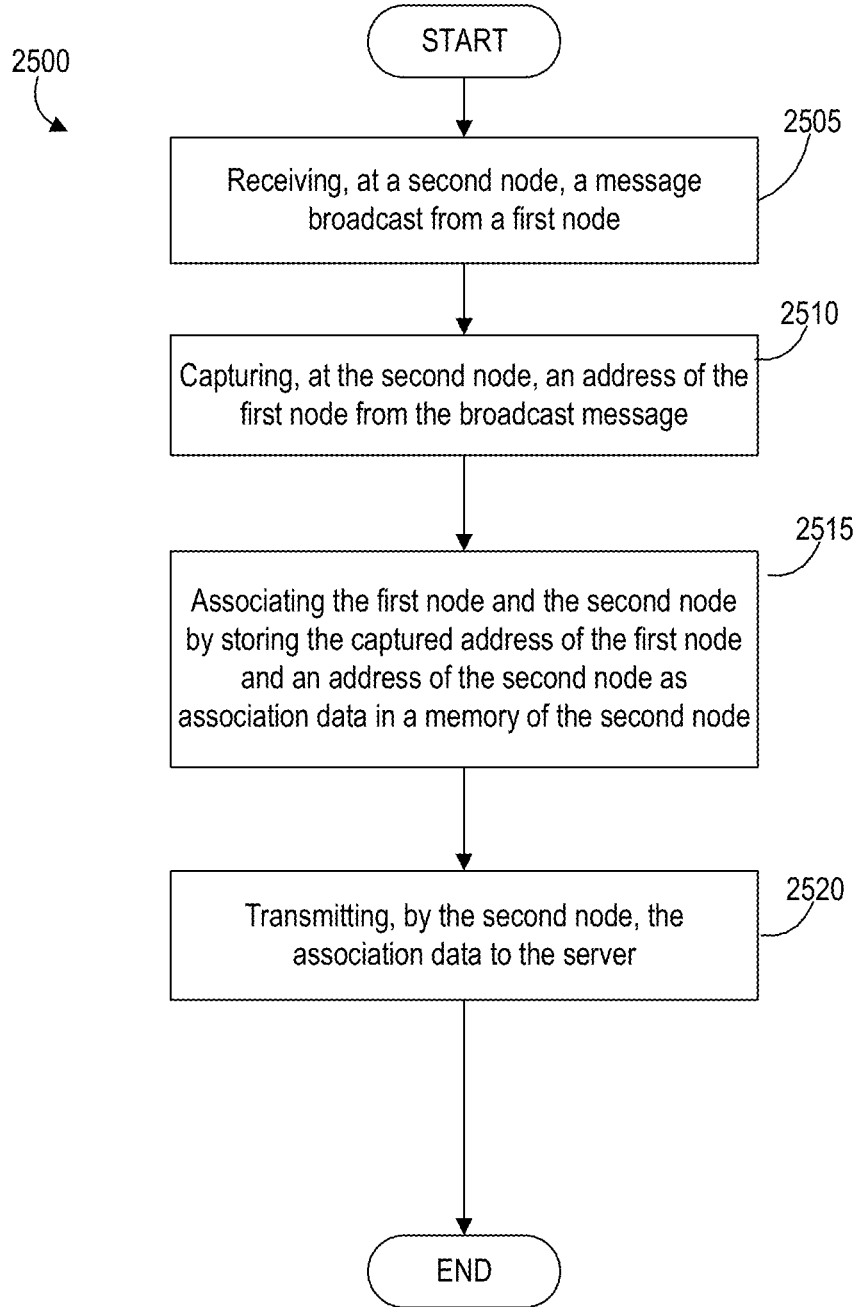 START
2500
2505
Receiving, at a second node, a message
broadcast from a first node
2510
Capturing, at the second node, an address of the
first node from the broadcast message
2515
Associating the first node and the second node
by storing the captured address of the first node
and an address of the second node as
association data in a memory of the second node
2520
Transmitting, by the second node, the
association data to the server
END